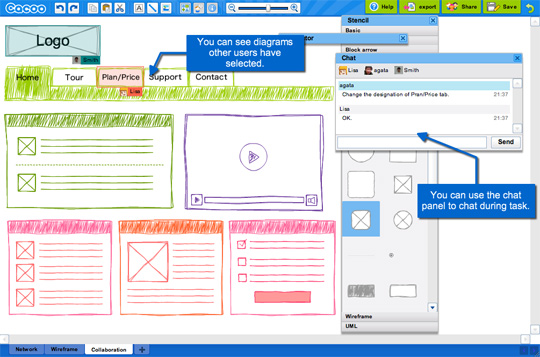 Cacoo
Help
export
Share
Save
Stencil
Basic
tor
Block arrow
Logo
Smith
You can see diagrams
other users have
selected.
Home
Tour
Plan/Price
Support
Contact
Lisa
Chat
Lisa
agata
Smith
agata
Change the designation of Pran/Price tab.
21:37
Lisa
OK.
21:37
Send
You can use the chat
panel to chat during task.
Wireframe
UML
Network
Wireframe
Collaboration